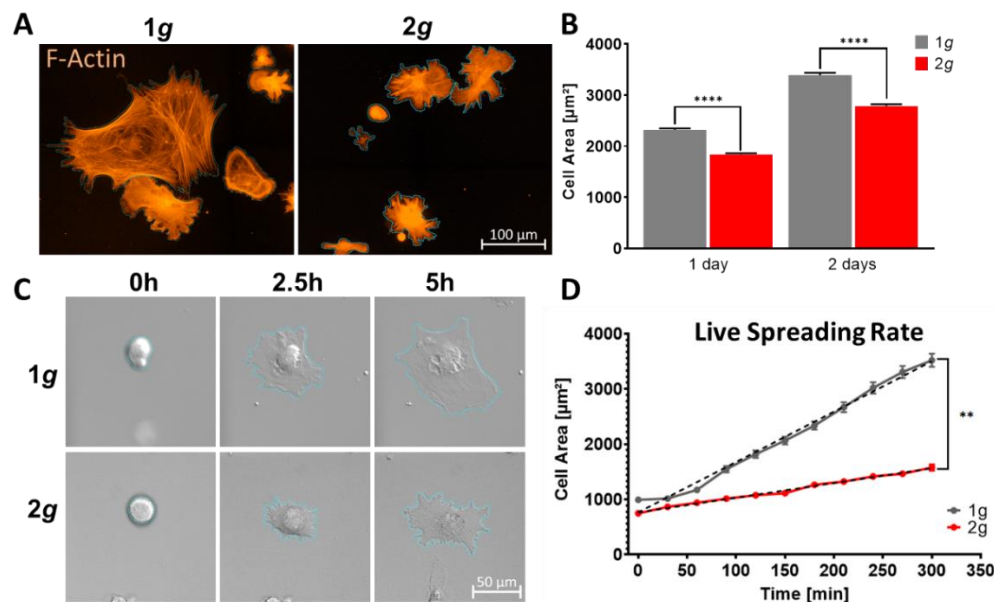 A
1g
2g
F-Actin
100 µm
B
4000
3000
2000
1000
0
Cell Area [µm²]
****
****
1g
2g
1 day
2 days
C
0h
2.5h
5h
1g
2g
50 µm
D
Live Spreading Rate
4000
3000
2000
1000
0
Cell Area [µm²]
**
1g
2g
0
50
100
150
200
250
300
350
Time [min]